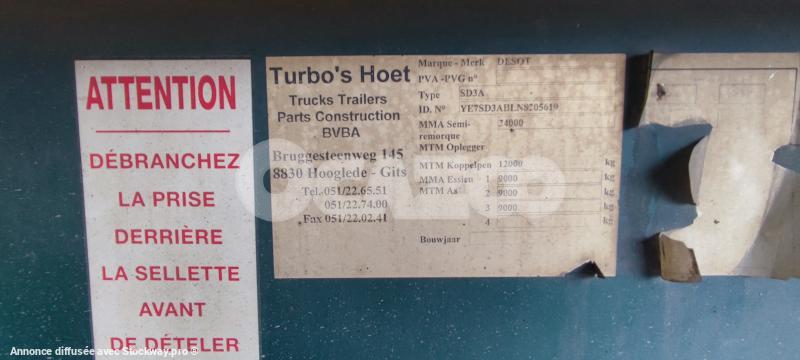 ATTENTION
DÉBRANCHEZ
LA PRISE
DERRIÈRE
LA SELLETTE
AVANT
DE DÉTELER
Turbo's Hoet
Trucks Trailers
Parts Construction
BVBA
Bruggesteenweg 145
8830 Hooglede - Gits
Tel. 051/22.65.51
051/22.74.00
Fax 051/22.02.41
Marque - Merk DESOT
PVA-PVG n°
Type SD3A
ID. N° YE7SD3ABLNS205619
MMA Semi- 34000
remorque
MTM Oplegger
MTM Koppelpen 12000 kg
MMA Essieu 1 9000 kg
MTM As 2 9000 kg
3 9000 kg
4 kg
Bouwjaar
Annonce diffusée avec Stockway.pro ®